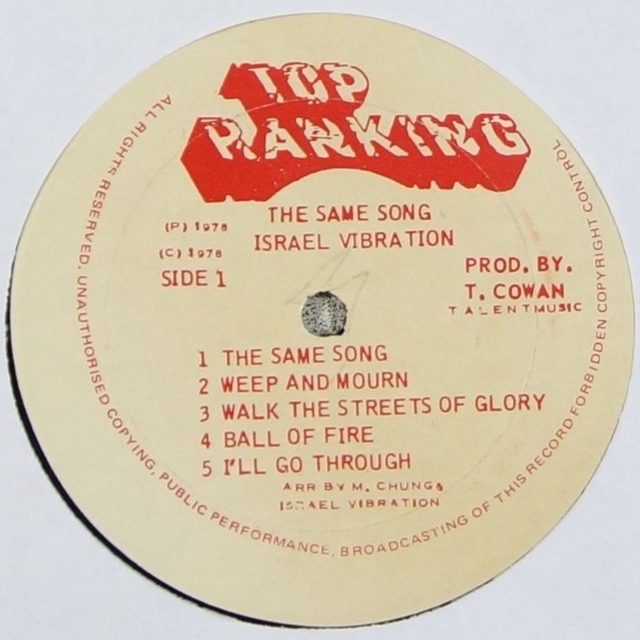 TOP
RANKING
THE SAME SONG
ISRAEL VIBRATION
(P) 1978
(C) 1978
SIDE 1
PROD. BY.
T. COWAN
TALENTMUSIC
1 THE SAME SONG
2 WEEP AND MOURN
3 WALK THE STREETS OF GLORY
4 BALL OF FIRE
5 I'LL GO THROUGH
ARR BY M. CHUNG &
ISRAEL VIBRATION
ALL RIGHTS RESERVED. UNAUTHORISED COPYING, PUBLIC PERFORMANCE, BROADCASTING OF THIS RECORD FORBIDDEN COPYRIGHT CONTROL